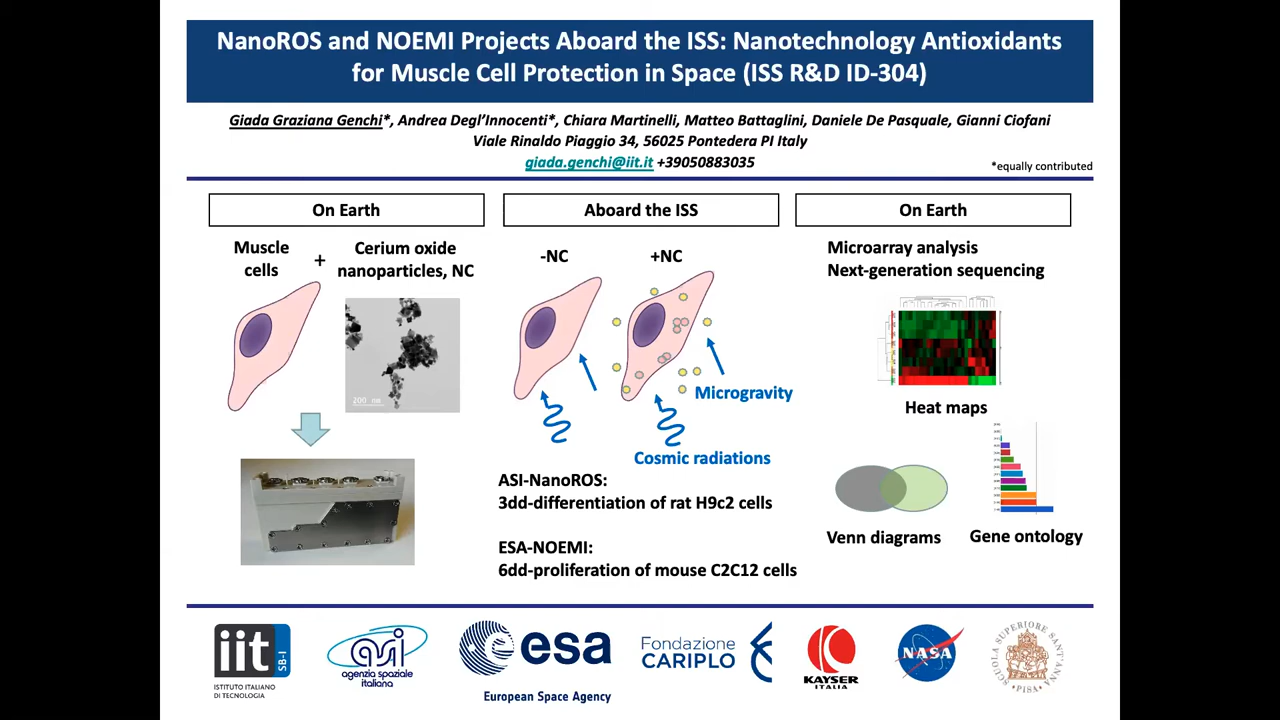 NanoROS and NOEMI Projects Aboard the ISS: Nanotechnology Antioxidants
for Muscle Cell Protection in Space (ISS R&D ID-304)
Giada Graziana Genchi*, Andrea Degl'Innocenti*, Chiara Martinelli, Matteo Battaglini, Daniele De Pasquale, Gianni Ciofani
Viale Rinaldo Piaggio 34, 56025 Pontedera PI Italy
giada.genchi@iit.it +39050883035
*equally contributed
On Earth
Muscle
cells
+
Cerium oxide
nanoparticles, NC
200 nm
Aboard the ISS
-NC
+NC
Microgravity
Cosmic radiations
ASI-NanoROS:
3dd-differentiation of rat H9c2 cells
ESA-NOEMI:
6dd-proliferation of mouse C2C12 cells
On Earth
Microarray analysis
Next-generation sequencing
Heat maps
Venn diagrams
Gene ontology
iit
SB-I
ISTITUTO ITALIANO
DI TECNOLOGIA
asi
agenzia spaziale
italiana
esa
European Space Agency
Fondazione
CARIPLO
KAYSER
ITALIA
NASA
SCUOLA SUPERIORE SANT'ANNA
PISA